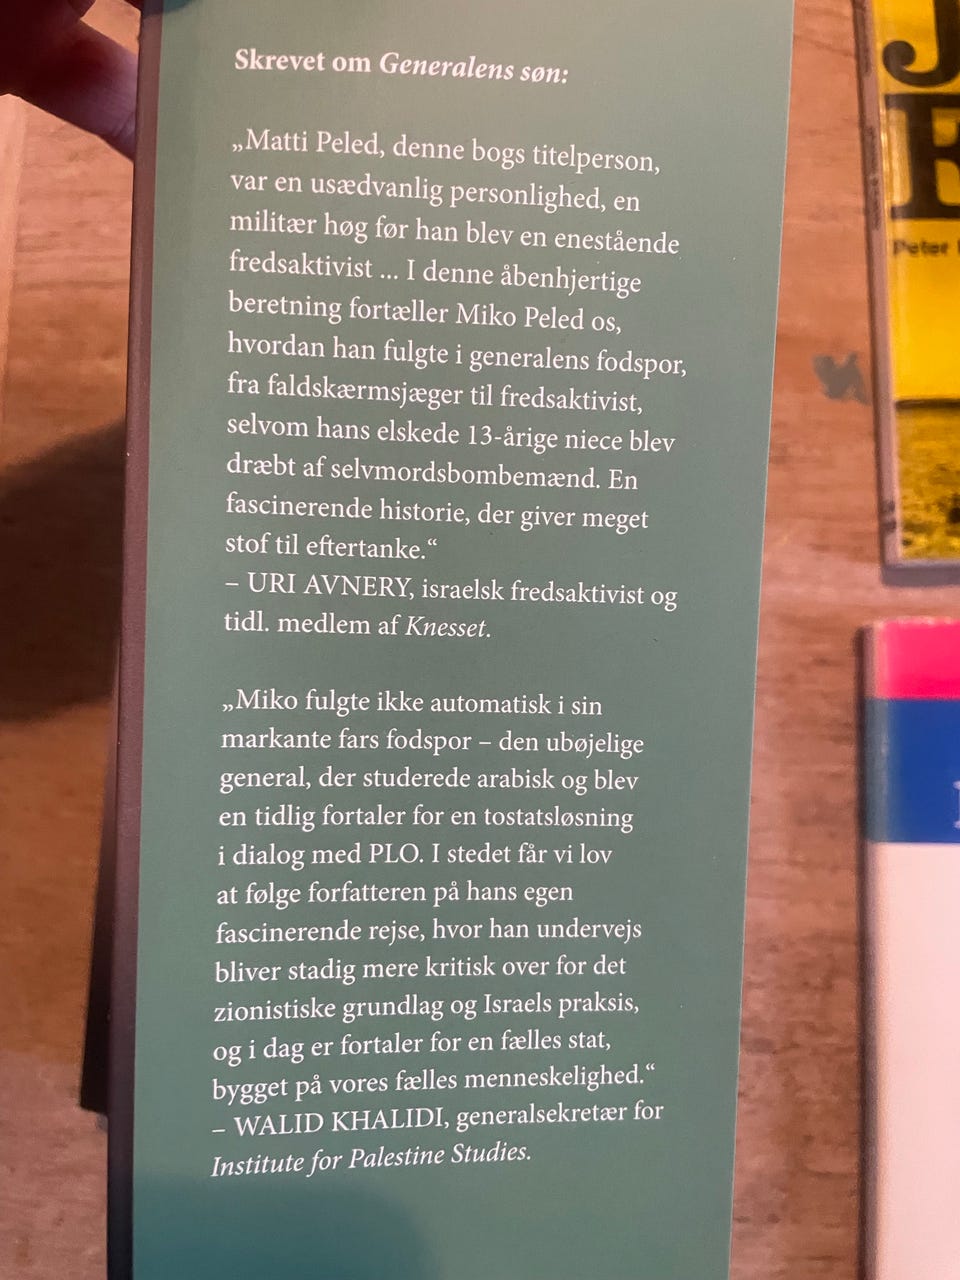 Skrevet om Generalens søn:
„Matti Peled, denne bogs titelperson,
var en usædvanlig personlighed, en
militær høg før han blev en enestående
fredsaktivist ... I denne åbenhjertige
beretning fortæller Miko Peled os,
hvordan han fulgte i generalens fodspor,
fra faldskærmsjæger til fredsaktivist,
selvom hans elskede 13-årige niece blev
dræbt af selvmordsbombemænd. En
fascinerende historie, der giver meget
stof til eftertanke.“
– URI AVNERY, israelsk fredsaktivist og
tidl. medlem af Knesset.
„Miko fulgte ikke automatisk i sin
markante fars fodspor – den ubøjelige
general, der studerede arabisk og blev
en tidlig fortaler for en tostatsløsning
i dialog med PLO. I stedet får vi lov
at følge forfatteren på hans egen
fascinerende rejse, hvor han undervejs
bliver stadig mere kritisk over for det
zionistiske grundlag og Israels praksis,
og i dag er fortaler for en fælles stat,
bygget på vores fælles menneskelighed.“
– WALID KHALIDI, generalsekretær for
Institute for Palestine Studies.
Peter